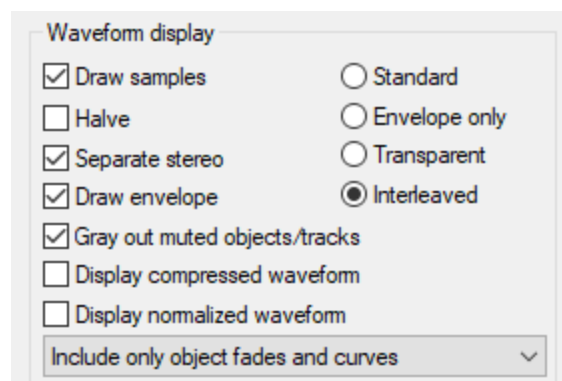 Waveform display
Draw samples
Standard
Halve
Envelope only
Separate stereo
Transparent
Draw envelope
Interleaved
Gray out muted objects/tracks
Display compressed waveform
Display normalized waveform
Include only object fades and curves